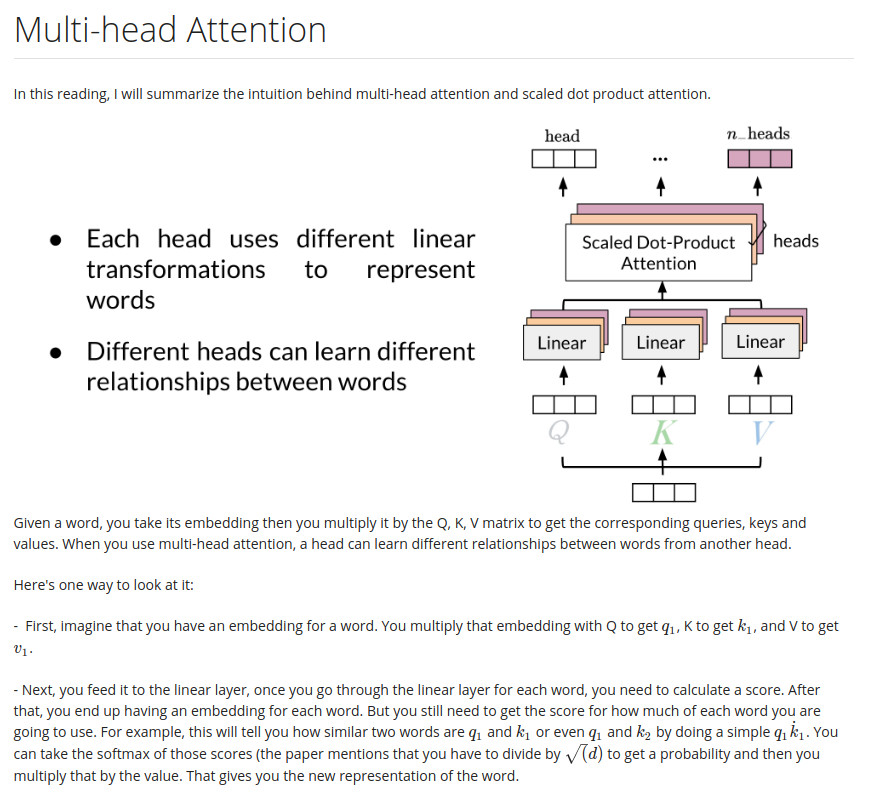 Multi-head Attention
In this reading, I will summarize the intuition behind multi-head attention and scaled dot product attention.
head
...
n_heads
● Each head uses different linear
transformations to represent
words
● Different heads can learn different
relationships between words
Scaled Dot-Product
Attention
heads
Linear
Linear
Linear
Q
K
V
Given a word, you take its embedding then you multiply it by the Q, K, V matrix to get the corresponding queries, keys and
values. When you use multi-head attention, a head can learn different relationships between words from another head.
Here's one way to look at it:
- First, imagine that you have an embedding for a word. You multiply that embedding with Q to get q₁, K to get k₁, and V to get
v₁.
- Next, you feed it to the linear layer, once you go through the linear layer for each word, you need to calculate a score. After
that, you end up having an embedding for each word. But you still need to get the score for how much of each word you are
going to use. For example, this will tell you how similar two words are q₁ and k₁ or even q₁ and k₂ by doing a simple q₁k̇₁. You
can take the softmax of those scores (the paper mentions that you have to divide by √(d) to get a probability and then you
multiply that by the value. That gives you the new representation of the word.